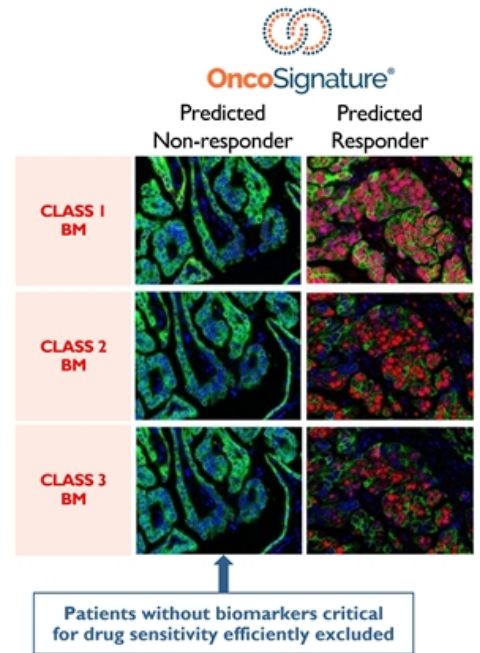 OncoSignature®
Predicted Non-responder
Predicted Responder
CLASS 1
BM
CLASS 2
BM
CLASS 3
BM
Patients without biomarkers critical
for drug sensitivity efficiently excluded